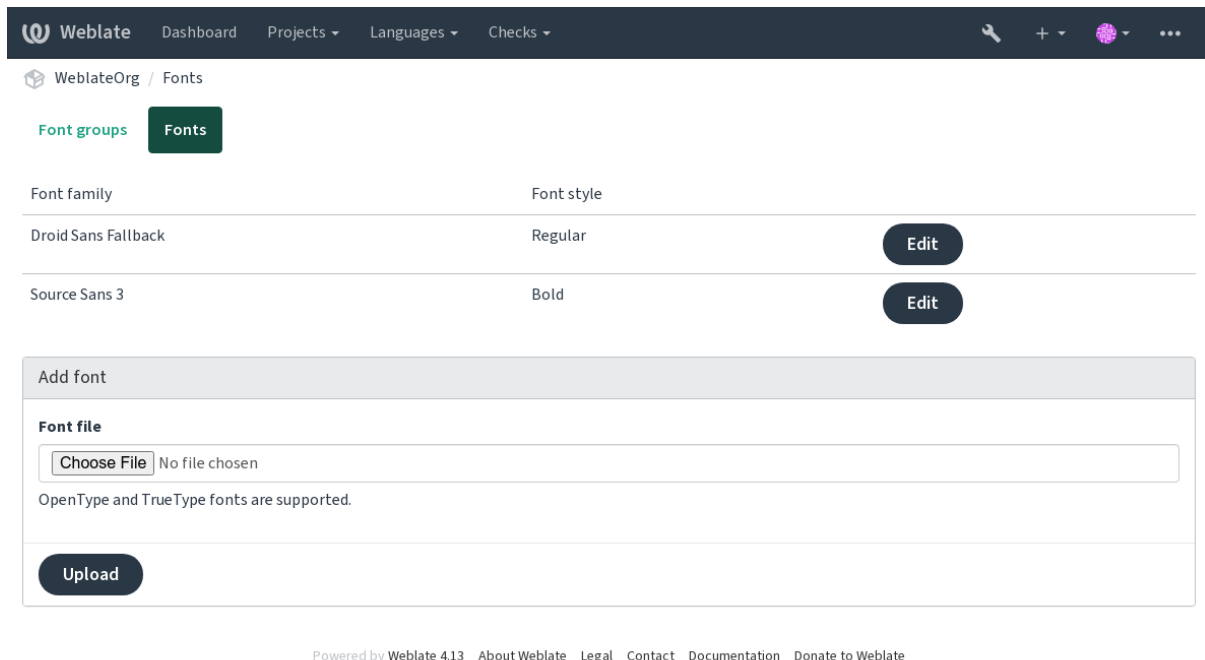 Weblate Dashboard Projects Languages Checks
WeblateOrg / Fonts
Font groups Fonts
Font family Font style
Droid Sans Fallback Regular Edit
Source Sans 3 Bold Edit
Add font
Font file
Choose File No file chosen
OpenType and TrueType fonts are supported.
Upload
Powered by Weblate 4.13 About Weblate Legal Contact Documentation Donate to Weblate